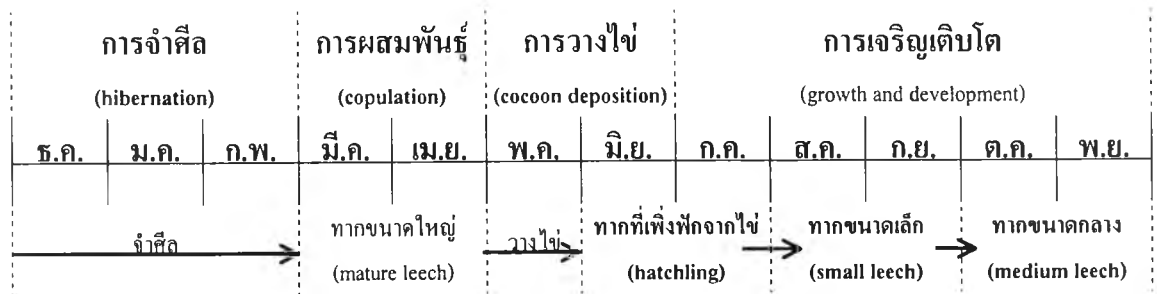 การจำศีล การผสมพันธุ์ การวางไข่ การเจริญเติบโต
(hibernation) (copulation) (cocoon deposition) (growth and development)
ธ.ค. ม.ค. ก.พ. มี.ค. เม.ย. พ.ค. มิ.ย. ก.ค. ส.ค. ก.ย. ต.ค. พ.ย.
จำศีล ทากขนาดใหญ่ วางไข่ ทากที่เพิ่งฟักจากไข่ ทากขนาดเล็ก ทากขนาดกลาง
(mature leech) (hatchling) (small leech) (medium leech)